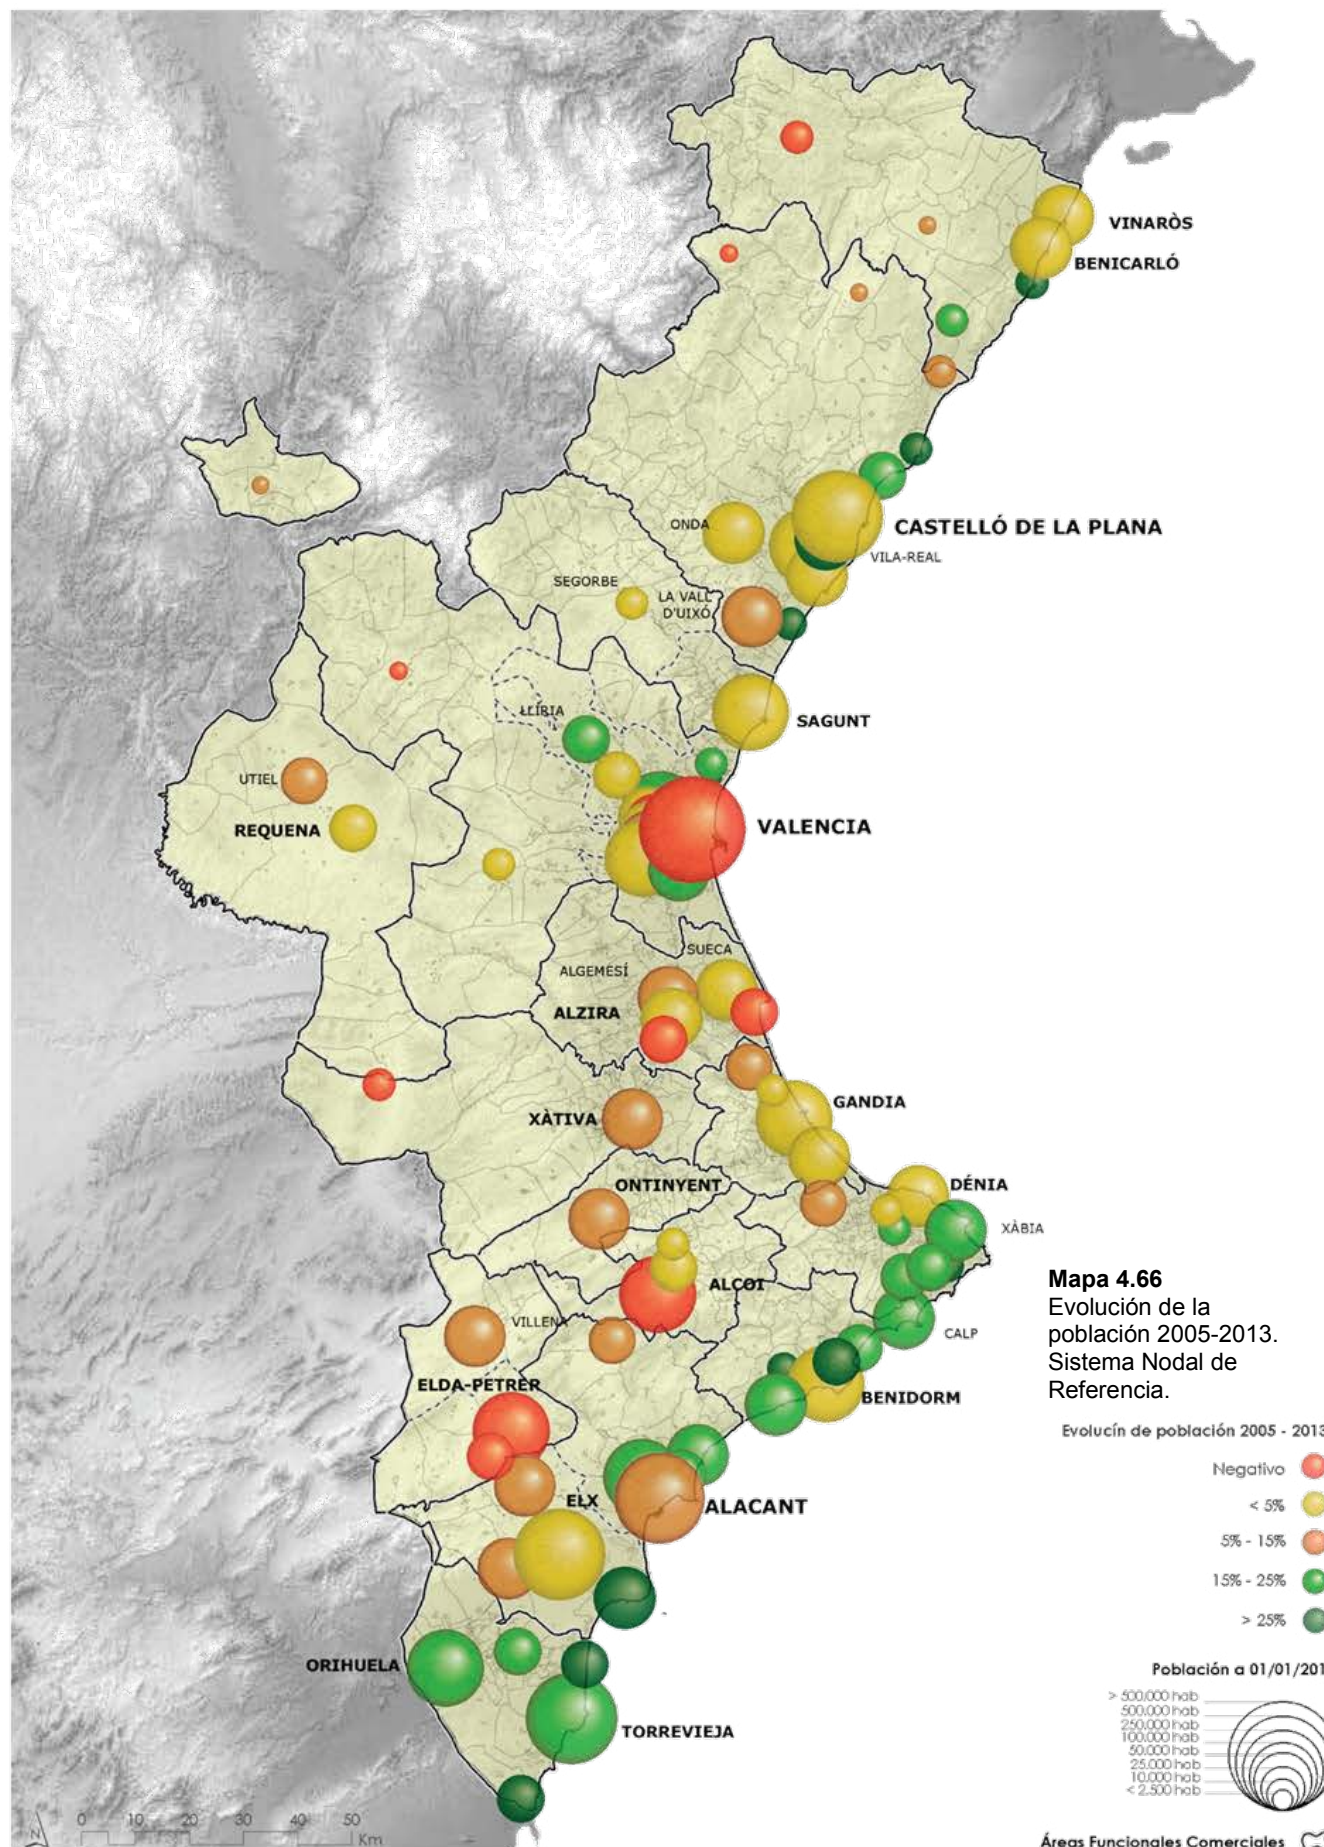 VINARÒS
BENICARLÓ
ONDA
CASTELLÓ DE LA PLANA
VILA-REAL
SEGORBE
LA VALL
D'UIXÓ
SAGUNT
LLÍRIA
UTIEL
REQUENA
VALENCIA
SUECA
ALGEMESÍ
ALZIRA
GANDIA
XÀTIVA
ONTINYENT
DÉNIA
XÀBIA
ALCOI
VILLENA
CALP
ELDA-PETRER
BENIDORM
ELX
ALACANT
ORIHUELA
TORREVIEJA
Mapa 4.66
Evolución de la
población 2005-2013.
Sistema Nodal de
Referencia.
Evolucín de población 2005 - 2013
Negativo
< 5%
5% - 15%
15% - 25%
> 25%
Población a 01/01/201
> 500.000 hab
500.000 hab
250.000 hab
100.000 hab
50.000 hab
25.000 hab
10.000 hab
< 2.500 hab
Áreas Funcionales Comerciales
N
0 10 20 30 40 50
Km